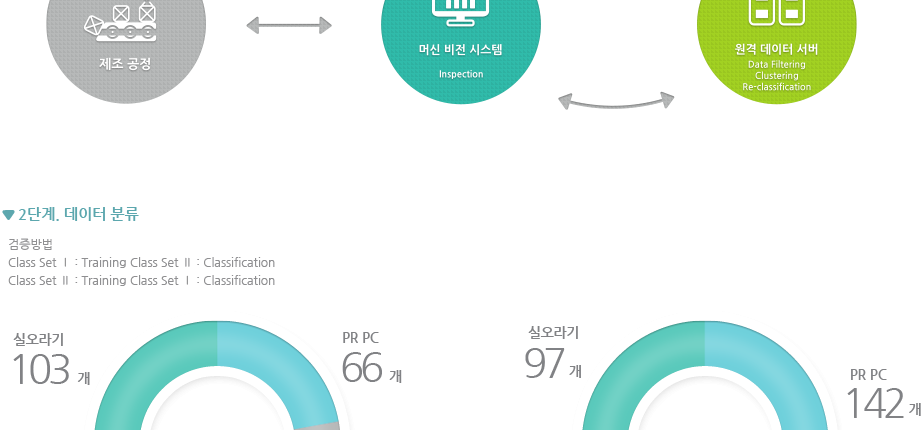 제조 공정
머신 비전 시스템
Inspection
원격 데이터 서버
Data Filtering
Clustering
Re-classification
▼ 2단계. 데이터 분류
검증방법
Class Set Ⅰ : Training Class Set Ⅱ : Classification
Class Set Ⅱ : Training Class Set Ⅰ : Classification
실오라기
103 개
PR PC
66 개
실오라기
97 개
PR PC
142 개